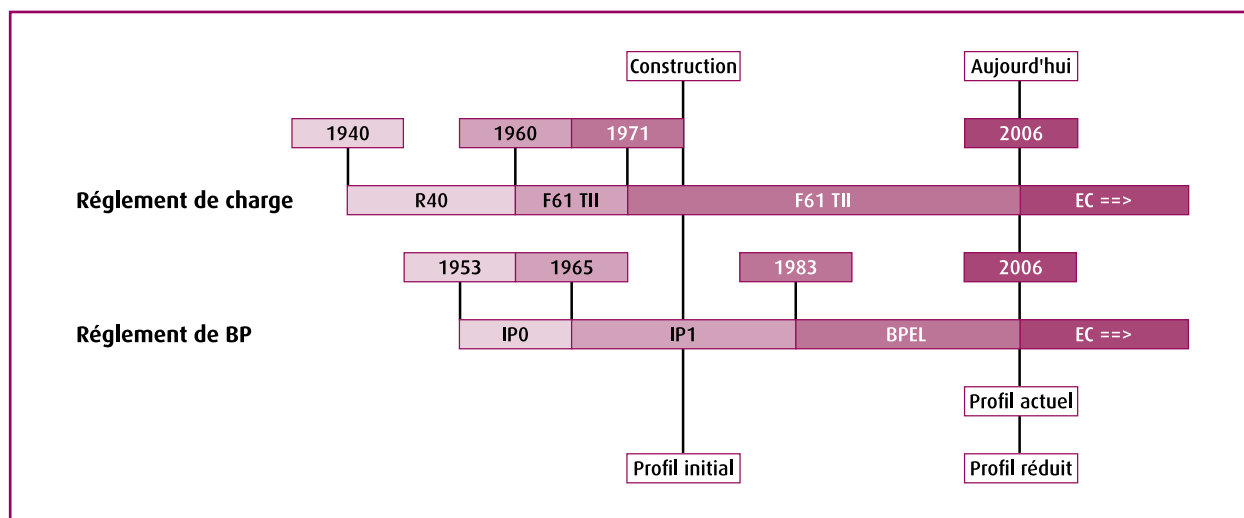 Construction
Aujourd'hui
1940
1960
1971
2006
Réglement de charge
R40
F61 TII
F61 TII
EC ==>
1953
1965
1983
2006
Réglement de BP
IP0
IP1
BPEL
EC ==>
Profil actuel
Profil initial
Profil réduit